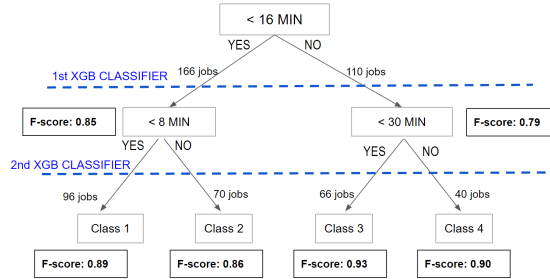 < 16 MIN
YES
NO
166 jobs
110 jobs
1st XGB CLASSIFIER
F-score: 0.85
< 8 MIN
< 30 MIN
F-score: 0.79
YES
NO
YES
NO
2nd XGB CLASSIFIER
96 jobs
70 jobs
66 jobs
40 jobs
Class 1
Class 2
Class 3
Class 4
F-score: 0.89
F-score: 0.86
F-score: 0.93
F-score: 0.90